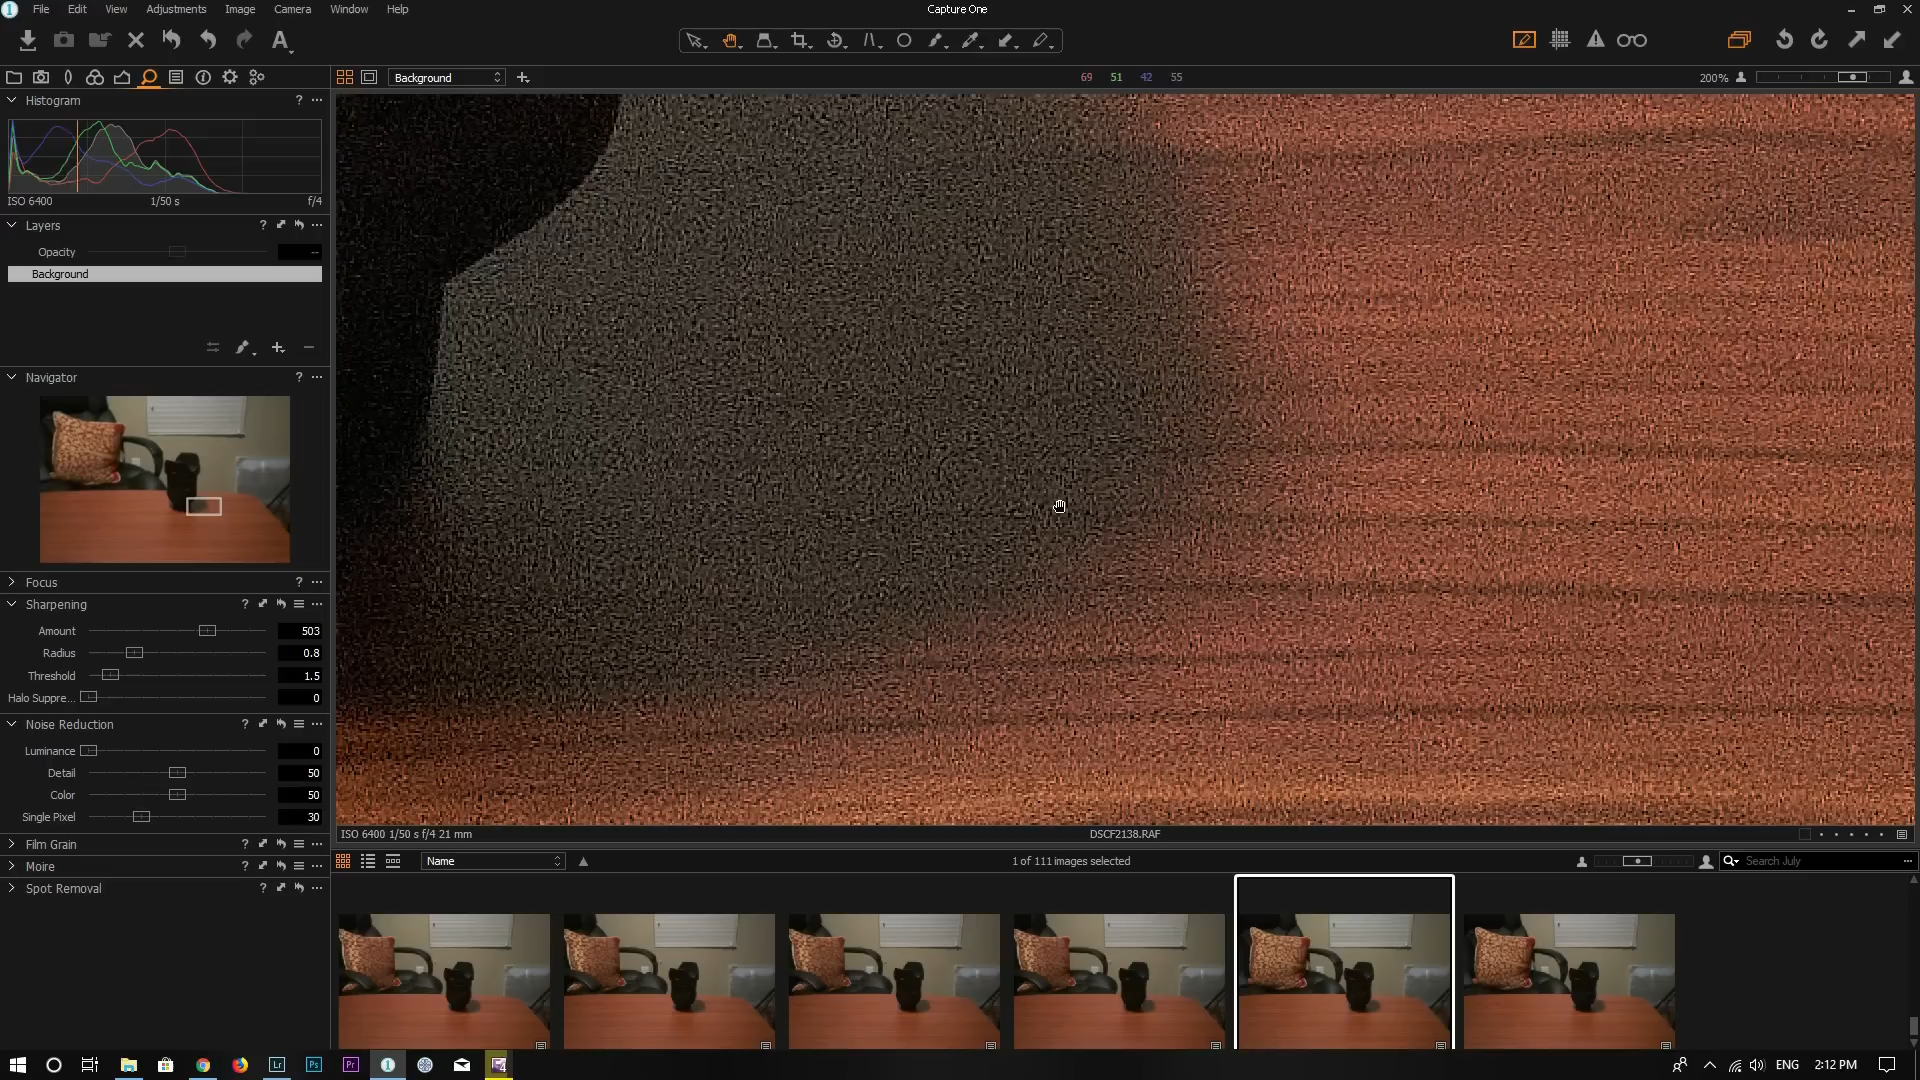 File Edit View Adjustments Image Camera Window Help
Capture One
A
Background
69 51 42 55
200%
Histogram ? ...
ISO 6400 1/50 s f/4
Layers ? ...
Opacity --
Background
Navigator ? ...
Focus ? ...
Sharpening ? ...
Amount 503
Radius 0.8
Threshold 1.5
Halo Suppre... 0
Noise Reduction ? ...
Luminance 0
Detail 50
Color 50
Single Pixel 30
Film Grain ? ...
Moire ? ...
Spot Removal ? ...
ISO 6400 1/50 s f/4 21 mm
DSCF2138.RAF
Name
1 of 111 images selected
Search July ...
Lr Ps Pr 1
ENG 2:12 PM